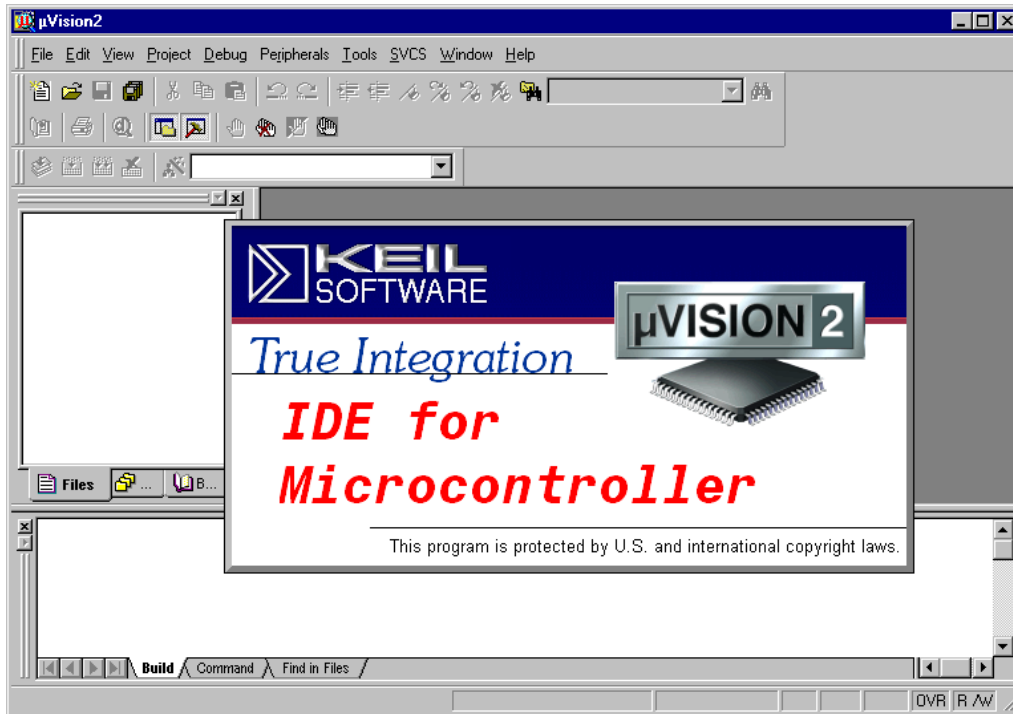 µVision2
File Edit View Project Debug Peripherals Tools SVCS Window Help
KEIL
SOFTWARE
µVISION 2
True Integration
IDE for
Microcontroller
This program is protected by U.S. and international copyright laws.
Files ... B...
Build Command Find in Files
OVR R /W